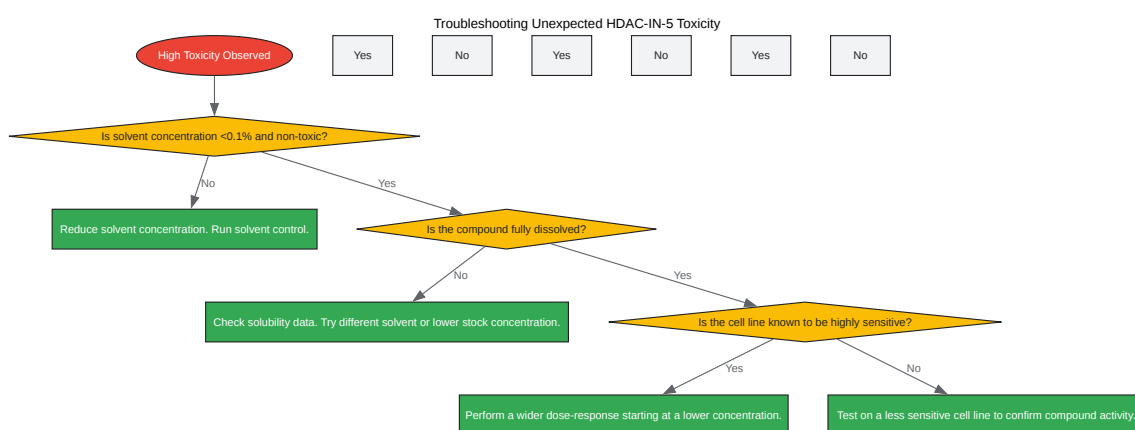 Troubleshooting Unexpected HDAC-IN-5 Toxicity
High Toxicity Observed
Yes
No
Yes
No
Yes
No
Is solvent concentration <0.1% and non-toxic?
No
Yes
Reduce solvent concentration. Run solvent control.
Is the compound fully dissolved?
No
Yes
Check solubility data. Try different solvent or lower stock concentration.
Is the cell line known to be highly sensitive?
Yes
No
Perform a wider dose-response starting at a lower concentration.
Test on a less sensitive cell line to confirm compound activity.